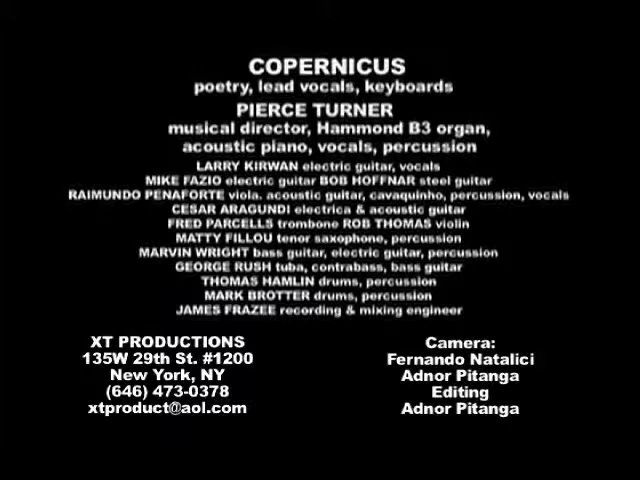 COPERNICUS
poetry, lead vocals, keyboards
PIERCE TURNER
musical director, Hammond B3 organ,
acoustic piano, vocals, percussion
LARRY KIRWAN electric guitar, vocals
MIKE FAZIO electric guitar BOB HOFFNAR steel guitar
RAIMUNDO PENAFORTE viola. acoustic guitar, cavaquinho, percussion, vocals
CESAR ARAGUNDI electrica & acoustic guitar
FRED PARCELLS trombone ROB THOMAS violin
MATTY FILLOU tenor saxophone, percussion
MARVIN WRIGHT bass guitar, electric guitar, percussion
GEORGE RUSH tuba, contrabass, bass guitar
THOMAS HAMLIN drums, percussion
MARK BROTTER drums, percussion
JAMES FRAZEE recording & mixing engineer
XT PRODUCTIONS
135W 29th St. #1200
New York, NY
(646) 473-0378
xtproduct@aol.com
Camera:
Fernando Natalici
Adnor Pitanga
Editing
Adnor Pitanga